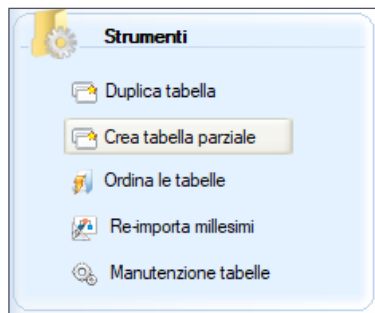 Strumenti
Duplica tabella
Crea tabella parziale
Ordina le tabelle
Re-importa millesimi
Manutenzione tabelle